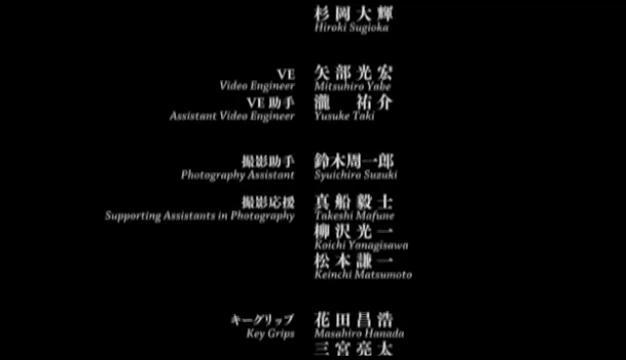 杉岡大輝
Hiroki Sugioka
VE 矢部光宏
Video Engineer Mitsuhiro Yabe
VE 助手 瀧 祐介
Assistant Video Engineer Yusuke Taki
撮影助手 鈴木周一郎
Photography Assistant Syuichiro Suzuki
撮影応援 真船毅士
Supporting Assistants in Photography Takeshi Mafune
柳沢光一
Koichi Yanagisawa
松本謙一
Keinchi Matsumoto
キーグリップ 花田昌浩
Key Grips Masahiro Hanada
三宮亮太